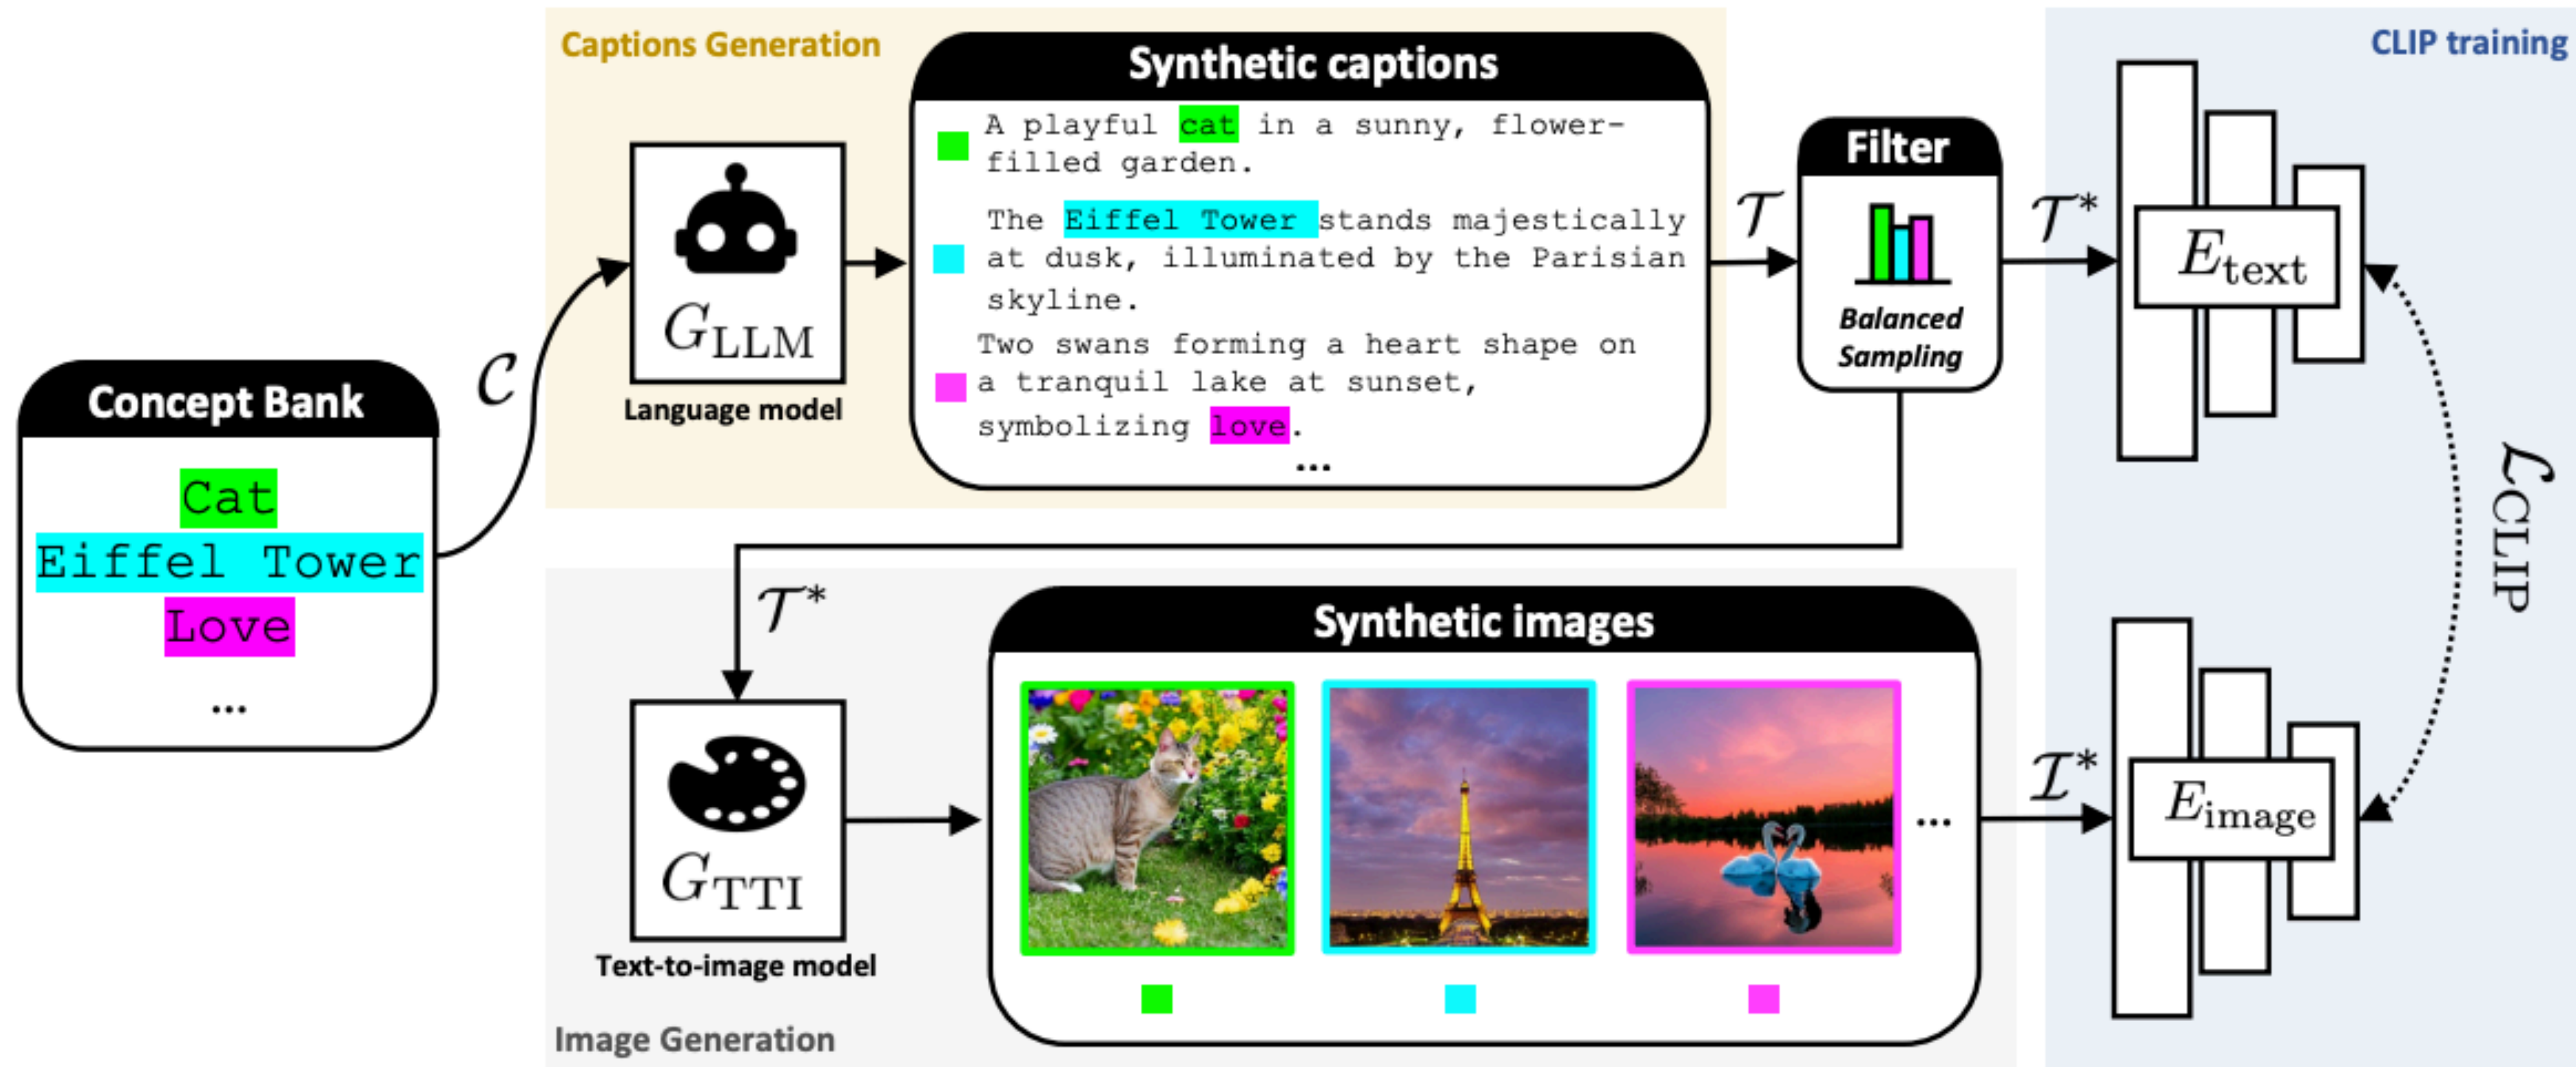 Captions Generation
Synthetic captions
A playful cat in a sunny, flower-
filled garden.
The Eiffel Tower stands majestically
at dusk, illuminated by the Parisian
skyline.
Two swans forming a heart shape on
a tranquil lake at sunset,
symbolizing love.
...
G_LLM
Language model
Concept Bank
Cat
Eiffel Tower
Love
...
𝒞
𝒯
Filter
Balanced
Sampling
𝒯*
CLIP training
E_text
ℒ_CLIP
𝒯*
G_TTI
Text-to-image model
Image Generation
Synthetic images
...
ℐ*
E_image